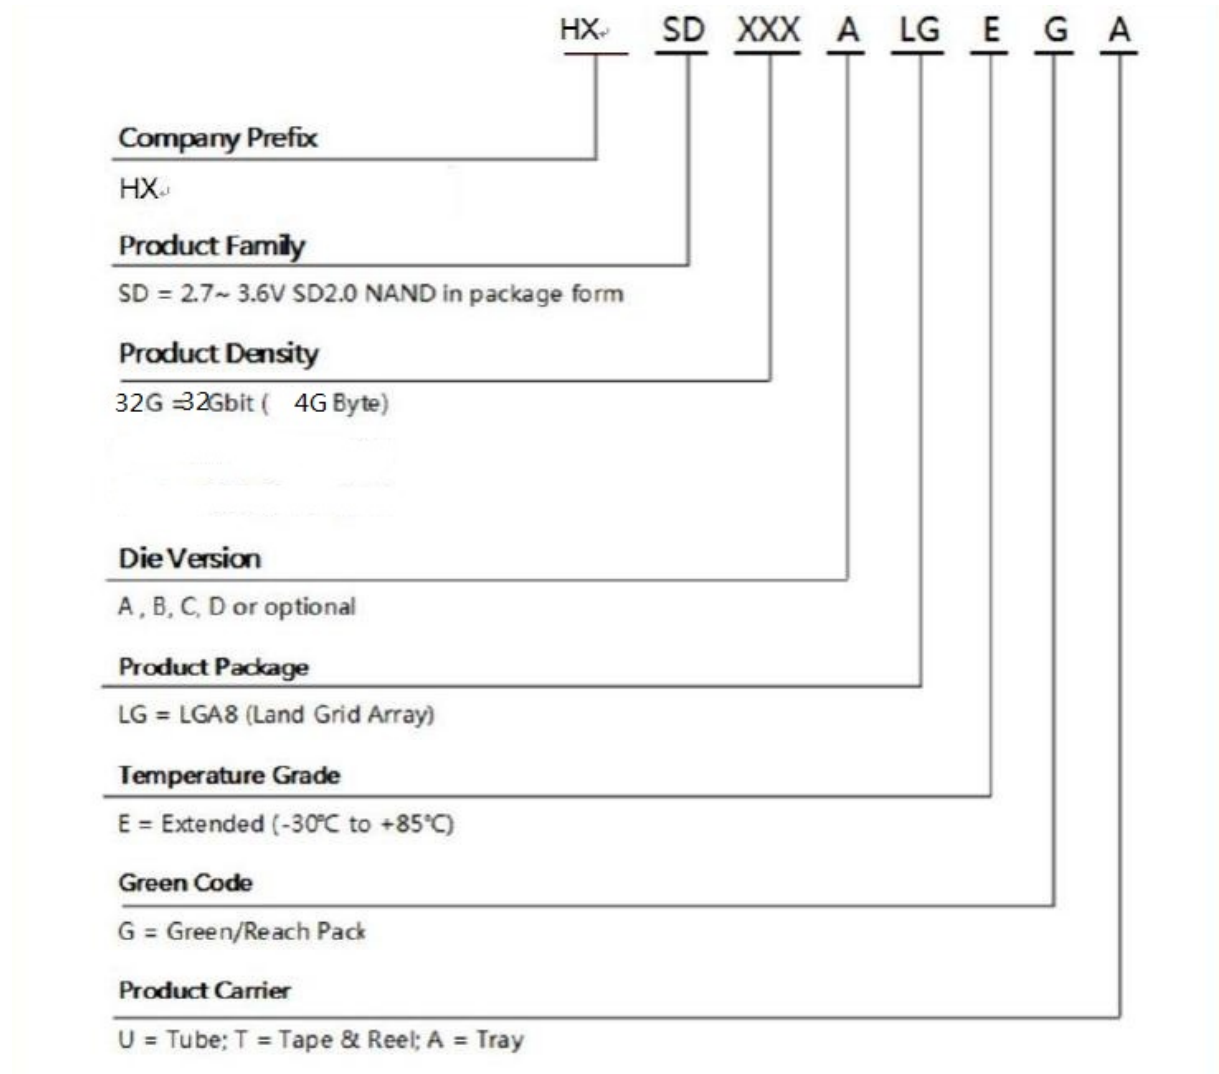 HX SD XXX A LG E G A
Company Prefix
HX
Product Family
SD = 2.7~ 3.6V SD2.0 NAND in package form
Product Density
32G =32Gbit ( 4G Byte)
Die Version
A , B, C, D or optional
Product Package
LG = LGA8 (Land Grid Array)
Temperature Grade
E = Extended (-30℃ to +85℃)
Green Code
G = Green/Reach Pack
Product Carrier
U = Tube; T = Tape & Reel; A = Tray